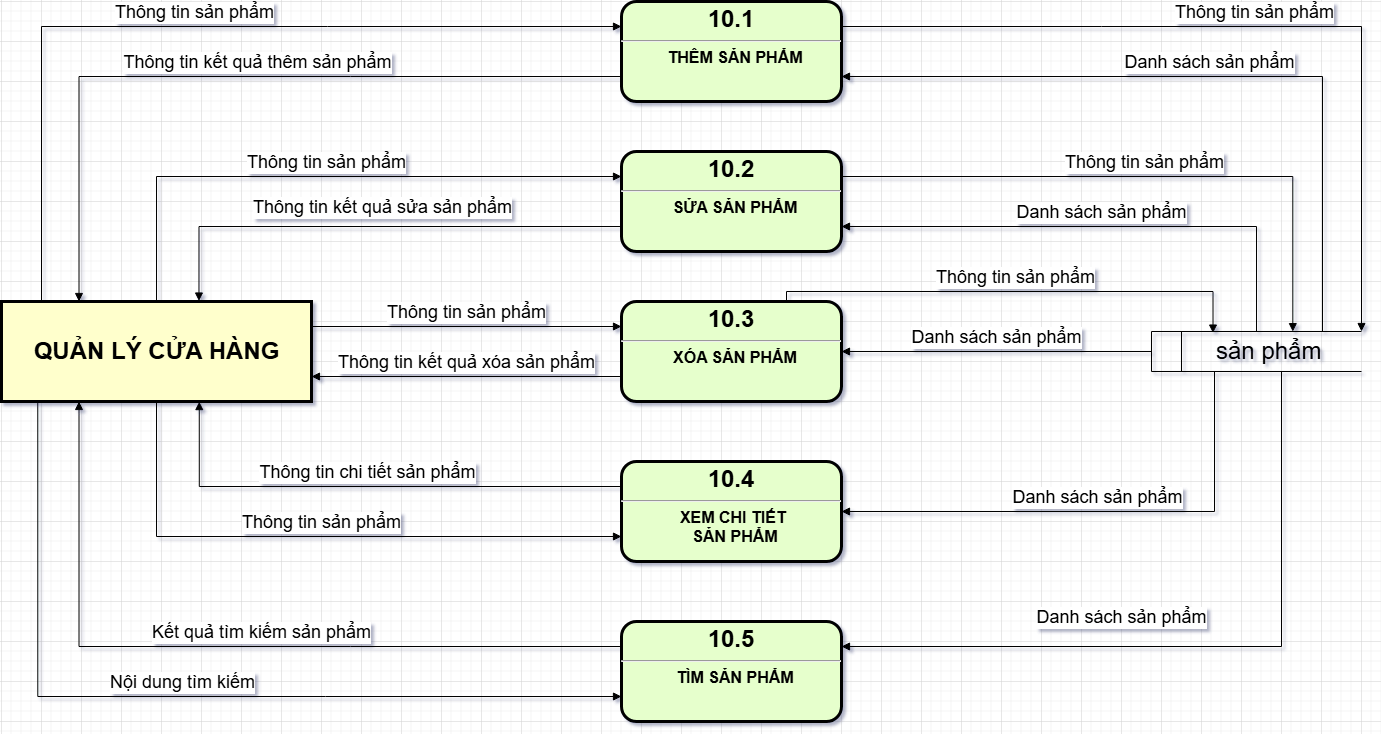 Thông tin sản phẩm
10.1
Thông tin sản phẩm
THÊM SẢN PHẨM
Thông tin kết quả thêm sản phẩm
Danh sách sản phẩm
Thông tin sản phẩm
10.2
Thông tin sản phẩm
Thông tin kết quả sửa sản phẩm
SỬA SẢN PHẨM
Danh sách sản phẩm
Thông tin sản phẩm
Thông tin sản phẩm
10.3
Danh sách sản phẩm
QUẢN LÝ CỬA HÀNG
Thông tin kết quả xóa sản phẩm
XÓA SẢN PHẨM
sản phẩm
Thông tin chi tiết sản phẩm
10.4
Danh sách sản phẩm
Thông tin sản phẩm
XEM CHI TIẾT
SẢN PHẨM
Danh sách sản phẩm
Kết quả tìm kiếm sản phẩm
10.5
Nội dung tìm kiếm
TÌM SẢN PHẨM